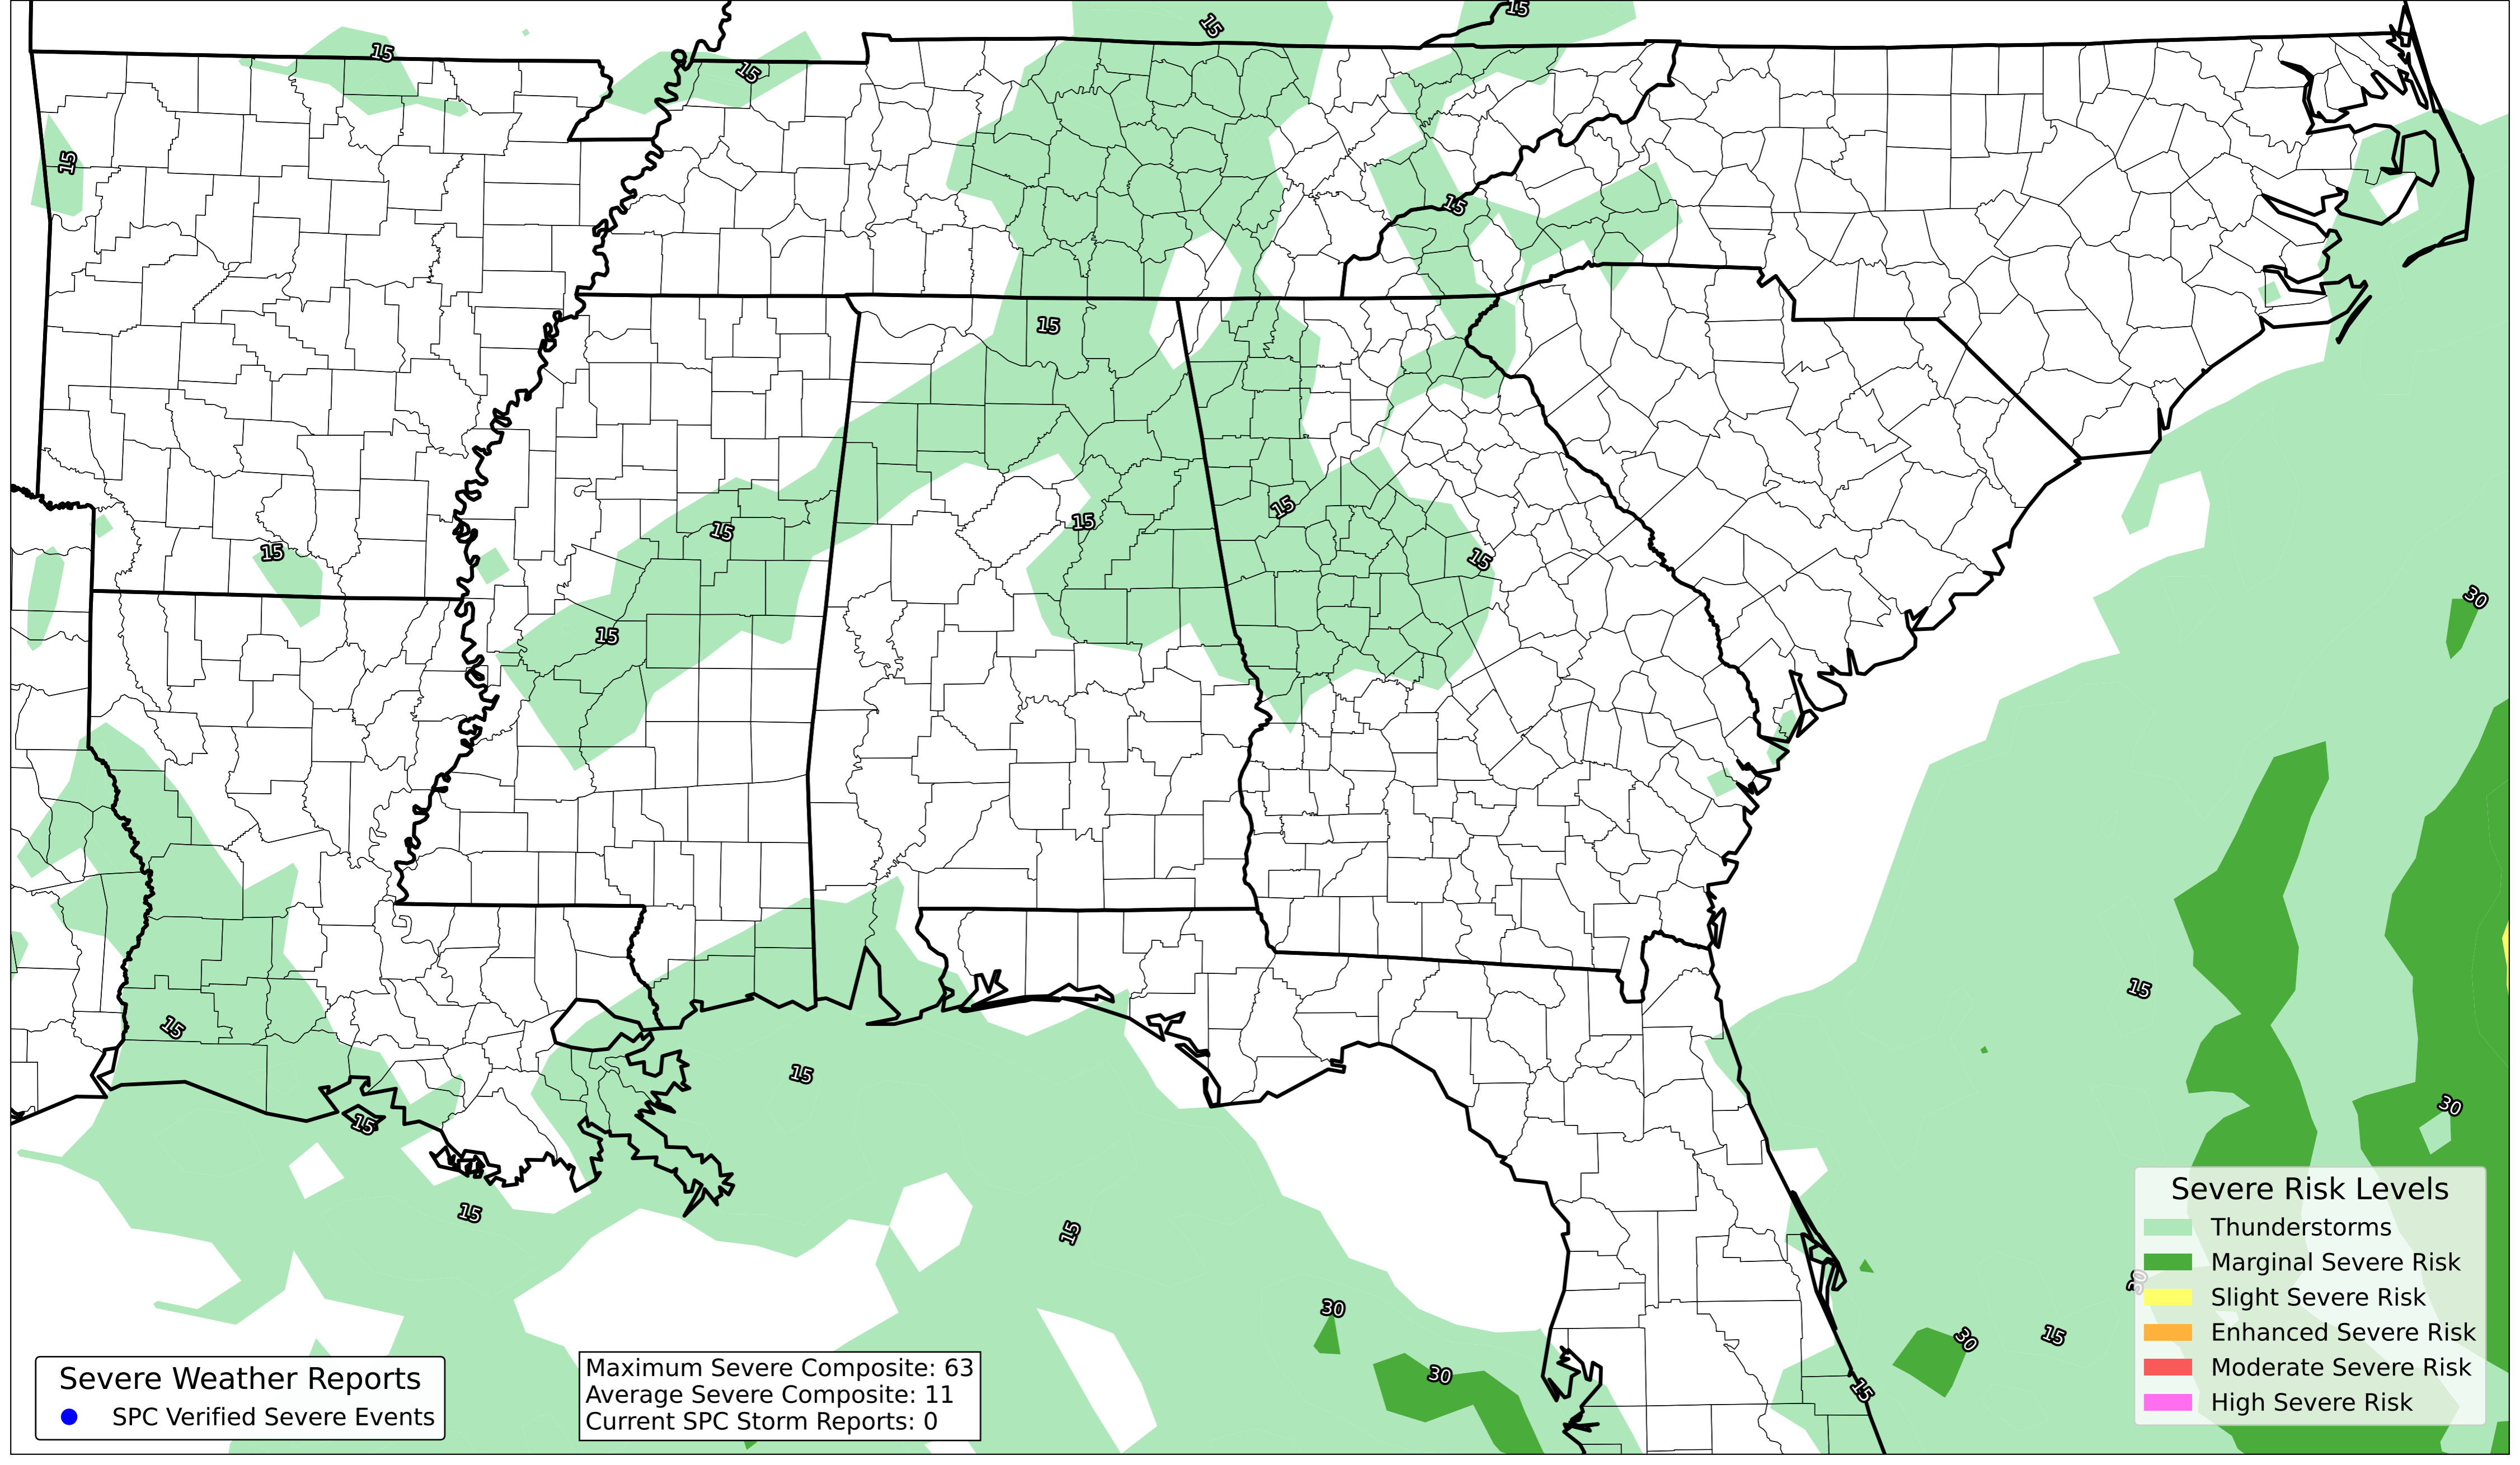 15
15
15
15
15
15
15
15
15
15
15
15
15
15
30
15
15
15
30
15
15
15
30
30
15
30
30
15
Severe Risk Levels
Thunderstorms
Marginal Severe Risk
Slight Severe Risk
Enhanced Severe Risk
Moderate Severe Risk
High Severe Risk
Severe Weather Reports
SPC Verified Severe Events
Maximum Severe Composite: 63
Average Severe Composite: 11
Current SPC Storm Reports: 0